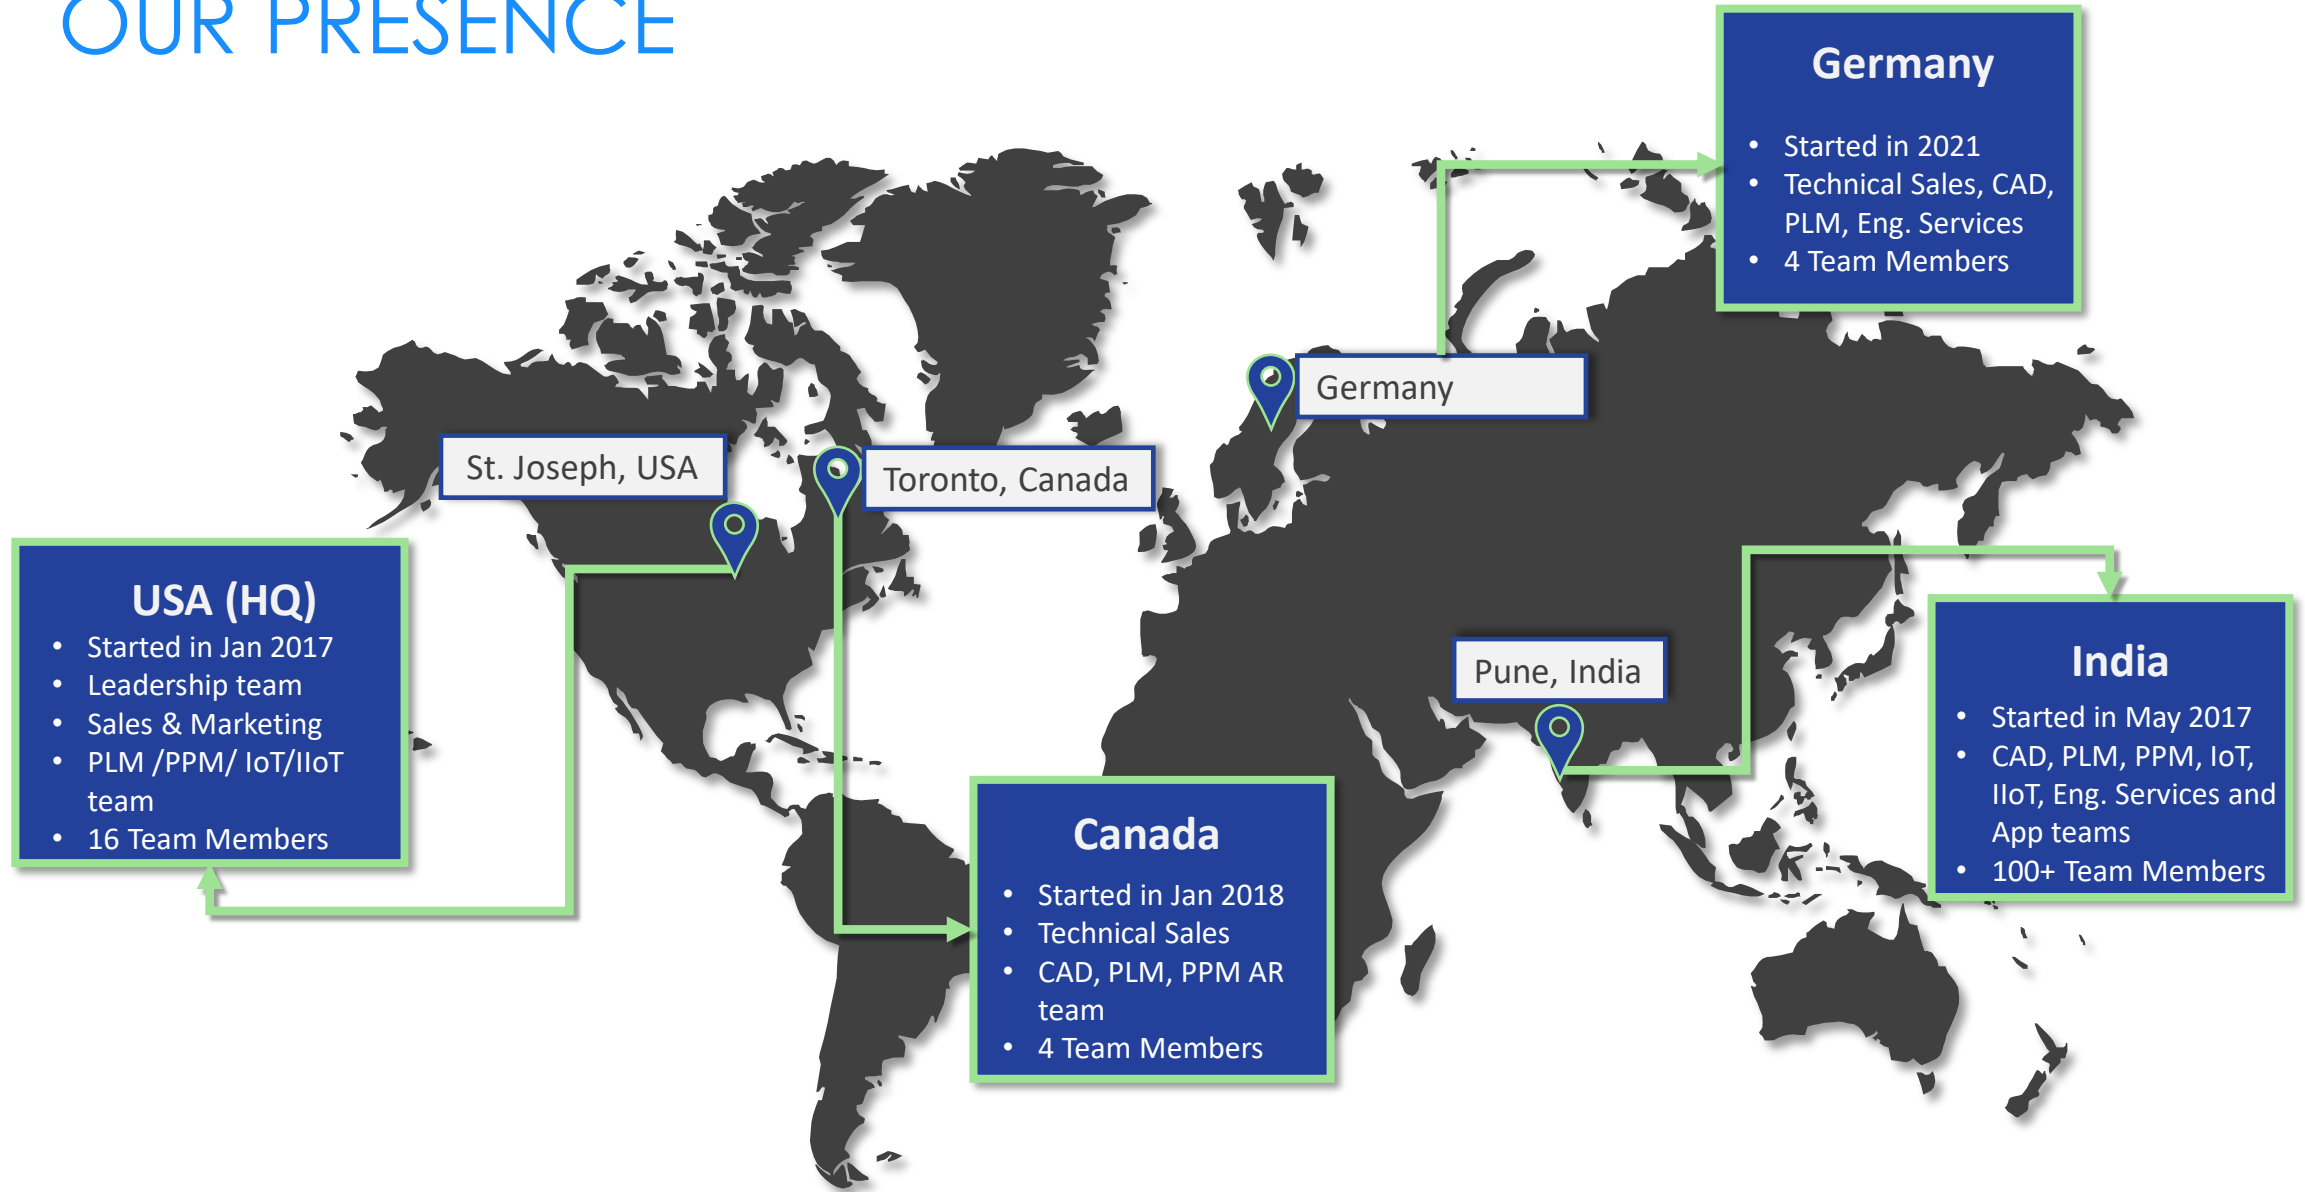 OUR PRESENCE
Germany
• Started in 2021
• Technical Sales, CAD,
PLM, Eng. Services
• 4 Team Members
Germany
St. Joseph, USA
Toronto, Canada
USA (HQ)
• Started in Jan 2017
• Leadership team
• Sales & Marketing
• PLM /PPM/ IoT/IIoT
team
• 16 Team Members
Pune, India
India
• Started in May 2017
• CAD, PLM, PPM, IoT,
IIoT, Eng. Services and
App teams
• 100+ Team Members
Canada
• Started in Jan 2018
• Technical Sales
• CAD, PLM, PPM AR
team
• 4 Team Members